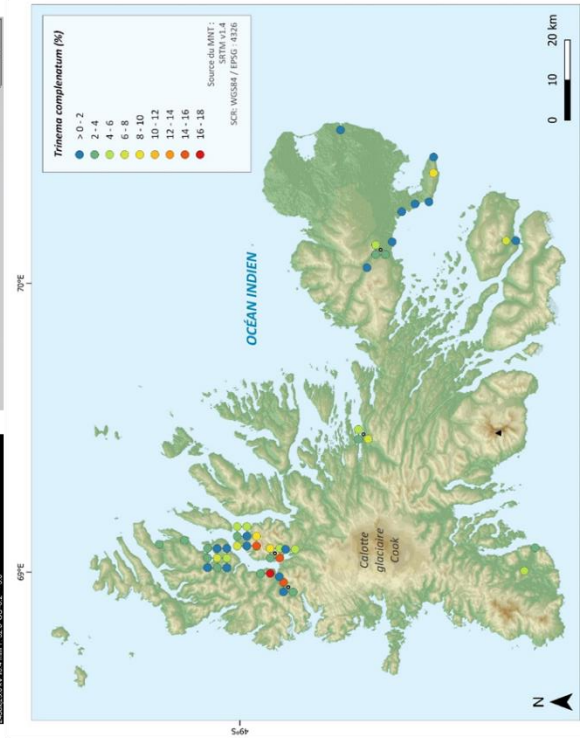 Trinema complenatum (%)
> 0 - 2
2 - 4
4 - 6
6 - 8
8 - 10
10 - 12
12 - 14
14 - 16
16 - 18
Source du MNT :
SRTM v1.4
SCR: WGS84 / EPSG : 4326
0 10 20 km
70°E
OCÉAN INDIEN
Calotte
glaciaire
Cook
69°E
49°S
N